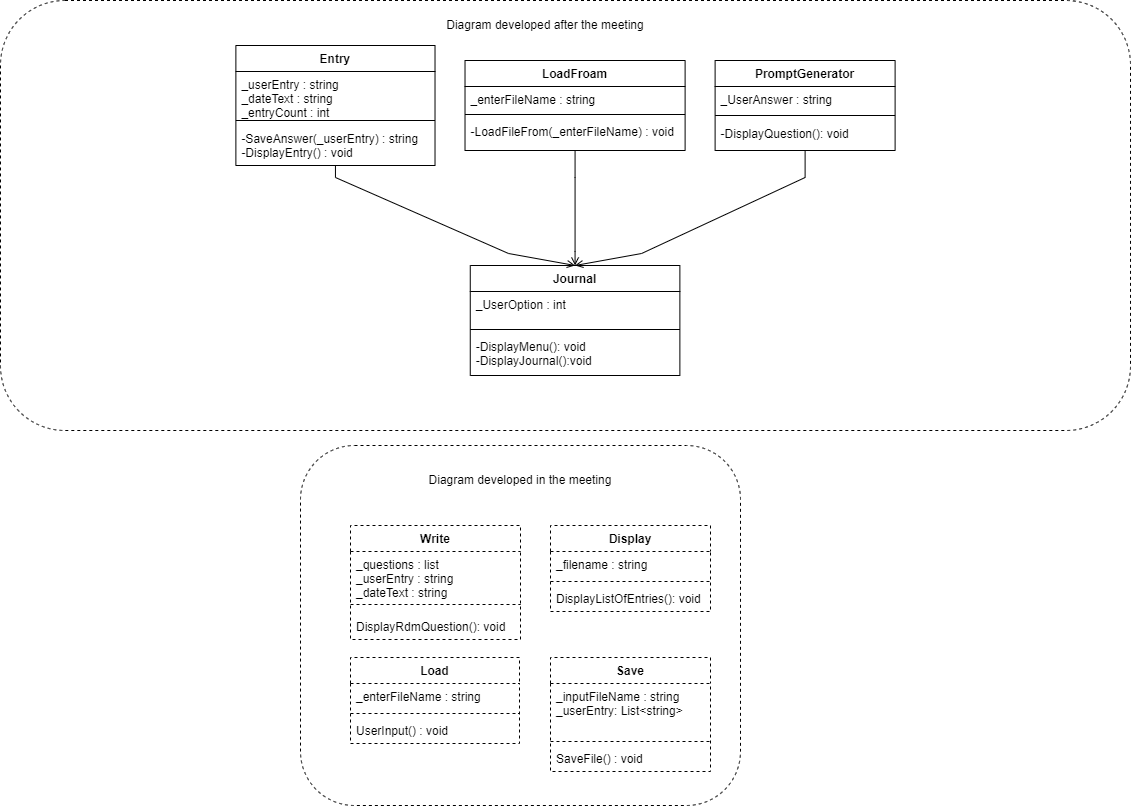 Diagram developed after the meeting
Entry
_userEntry : string
_dateText : string
_entryCount : int
-SaveAnswer(_userEntry) : string
-DisplayEntry() : void
LoadFroam
_enterFileName : string
-LoadFileFrom(_enterFileName) : void
PromptGenerator
_UserAnswer : string
-DisplayQuestion(): void
Journal
_UserOption : int
-DisplayMenu(): void
-DisplayJournal():void
Diagram developed in the meeting
Write
_questions : list
_userEntry : string
_dateText : string
DisplayRdmQuestion(): void
Display
_filename : string
DisplayListOfEntries(): void
Load
_enterFileName : string
UserInput() : void
Save
_inputFileName : string
_userEntry: List<string>
SaveFile() : void